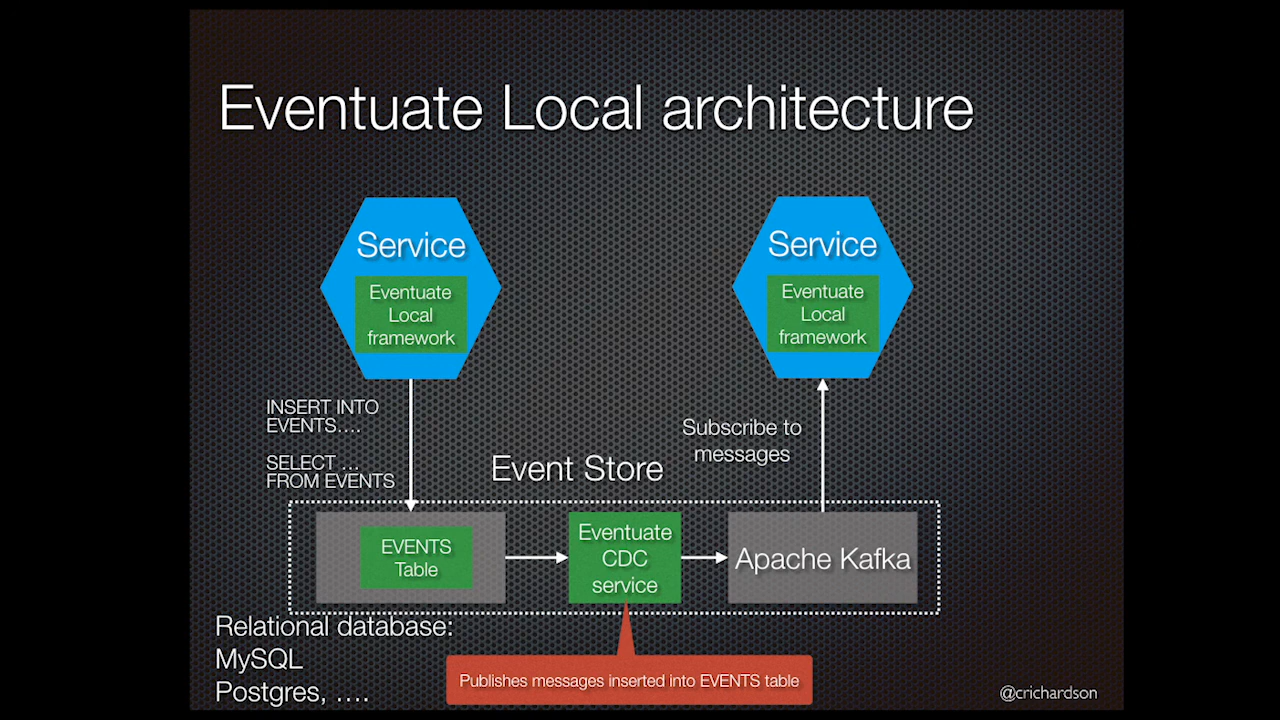 Eventuate Local architecture
Service
Eventuate
Local
framework
Service
Eventuate
Local
framework
INSERT INTO
EVENTS....
SELECT ...
FROM EVENTS
Subscribe to
messages
Event Store
EVENTS
Table
Eventuate
CDC
service
Apache Kafka
Relational database:
MySQL
Postgres, ....
Publishes messages inserted into EVENTS table
@crichardson